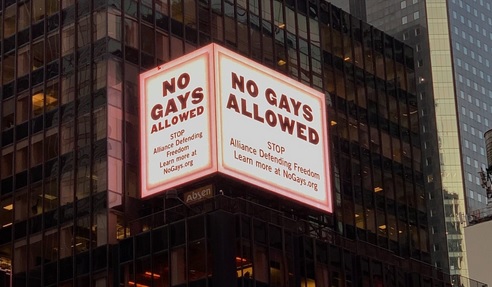 NO
GAYS
ALLOWED
STOP
Alliance Defending
Freedom
Learn more at
NoGays.org
NO GAYS
ALLOWED
STOP
Alliance Defending Freedom
Learn more at NoGays.org
Absen